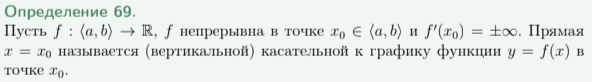 Определение 69.
Пусть f : ⟨a, b⟩ → ℝ, f непрерывна в точке x₀ ∈ ⟨a, b⟩ и f′(x₀) = ±∞. Прямая
x = x₀ называется (вертикальной) касательной к графику функции y = f(x) в
точке x₀.